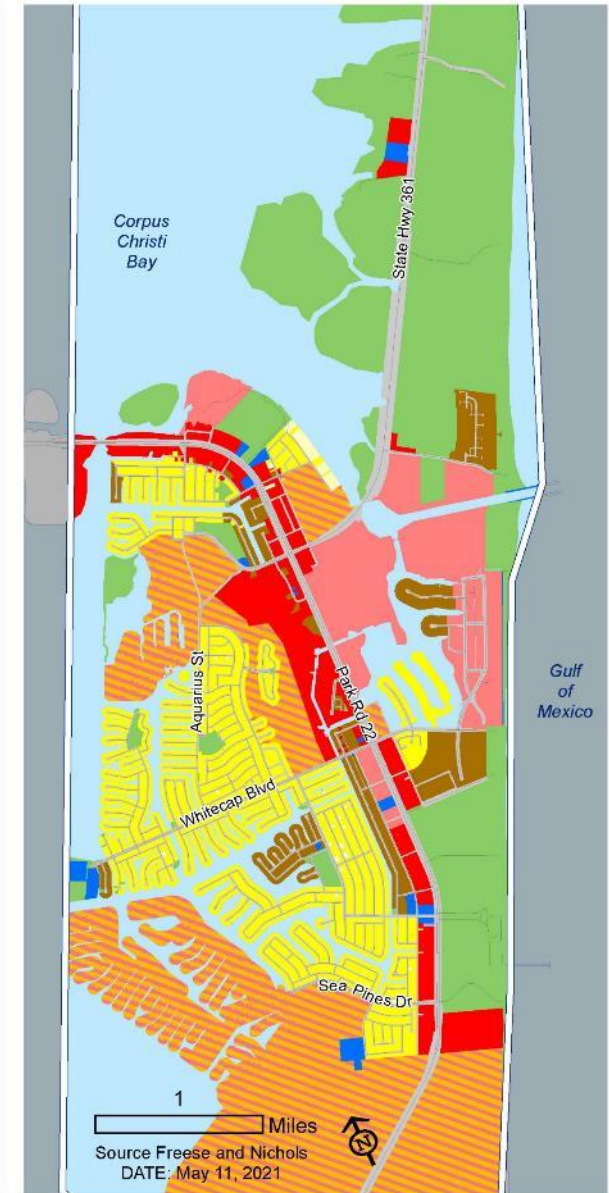 Corpus
Christi
Bay
State Hwy 361
Gulf
of
Mexico
Aquarius St
Park Rd 22
Whitecap Blvd
Sea Pines Dr
1
Miles
N
Source Freese and Nichols
DATE: May 11, 2021